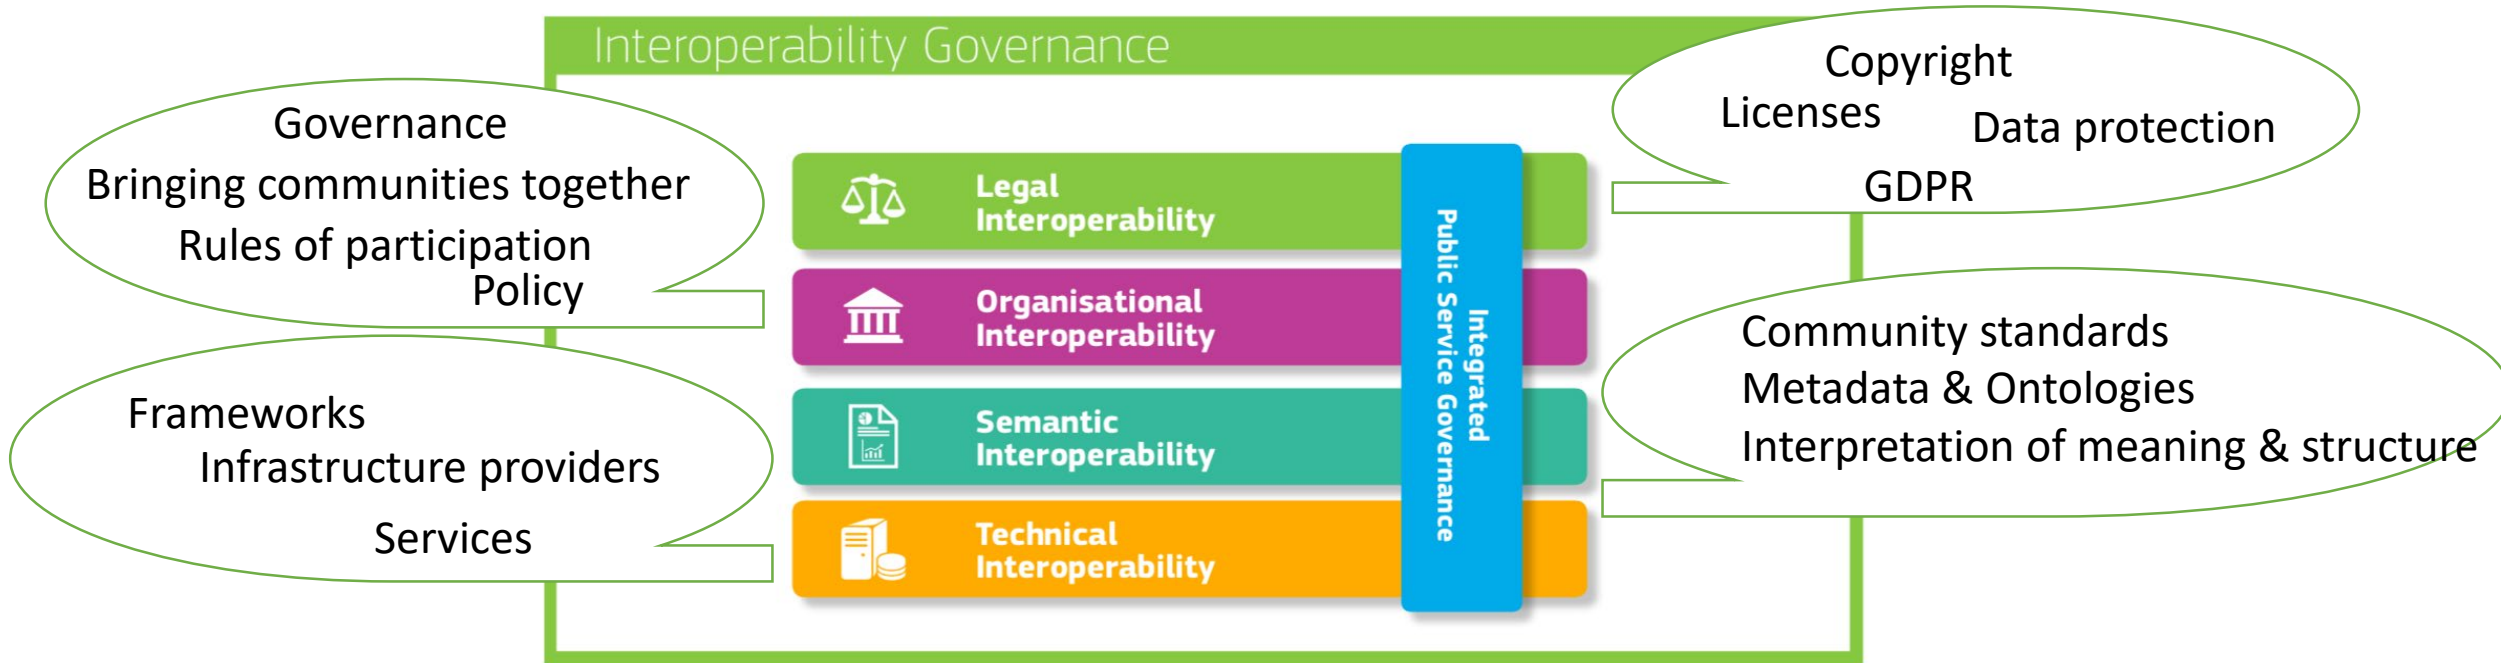 Interoperability Governance
Governance
Bringing communities together
Rules of participation
Policy
Frameworks
Infrastructure providers
Services
Legal
Interoperability
Organisational
Interoperability
Semantic
Interoperability
Technical
Interoperability
Integrated
Public Service Governance
Copyright
Licenses
Data protection
GDPR
Community standards
Metadata & Ontologies
Interpretation of meaning & structure